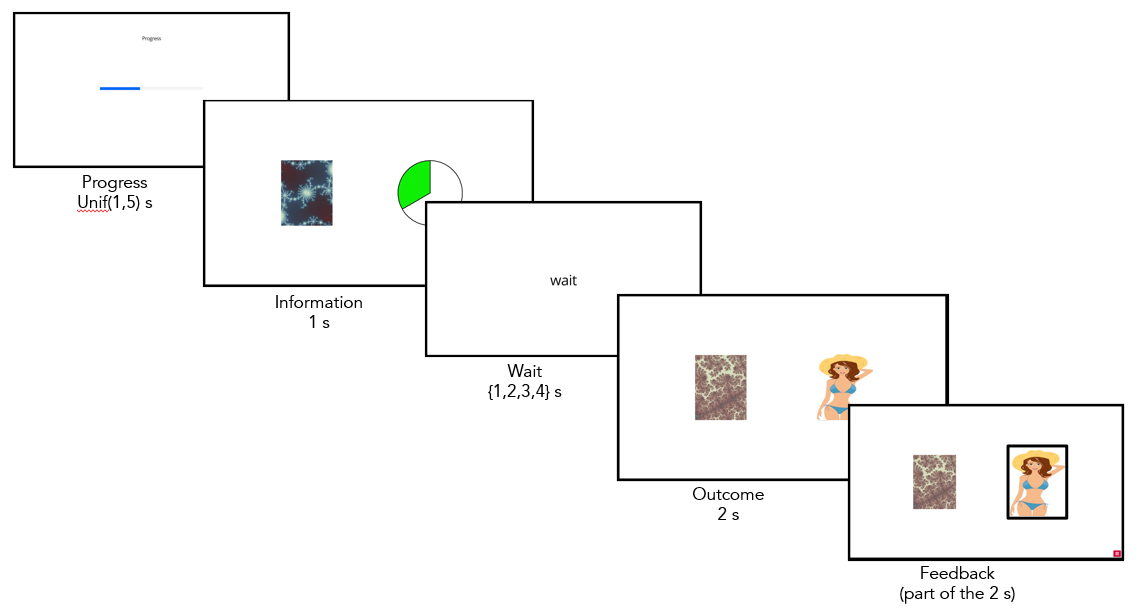 Progress
Progress
Unif(1,5) s
Information
1 s
wait
Wait
{1,2,3,4} s
Outcome
2 s
Feedback
(part of the 2 s)